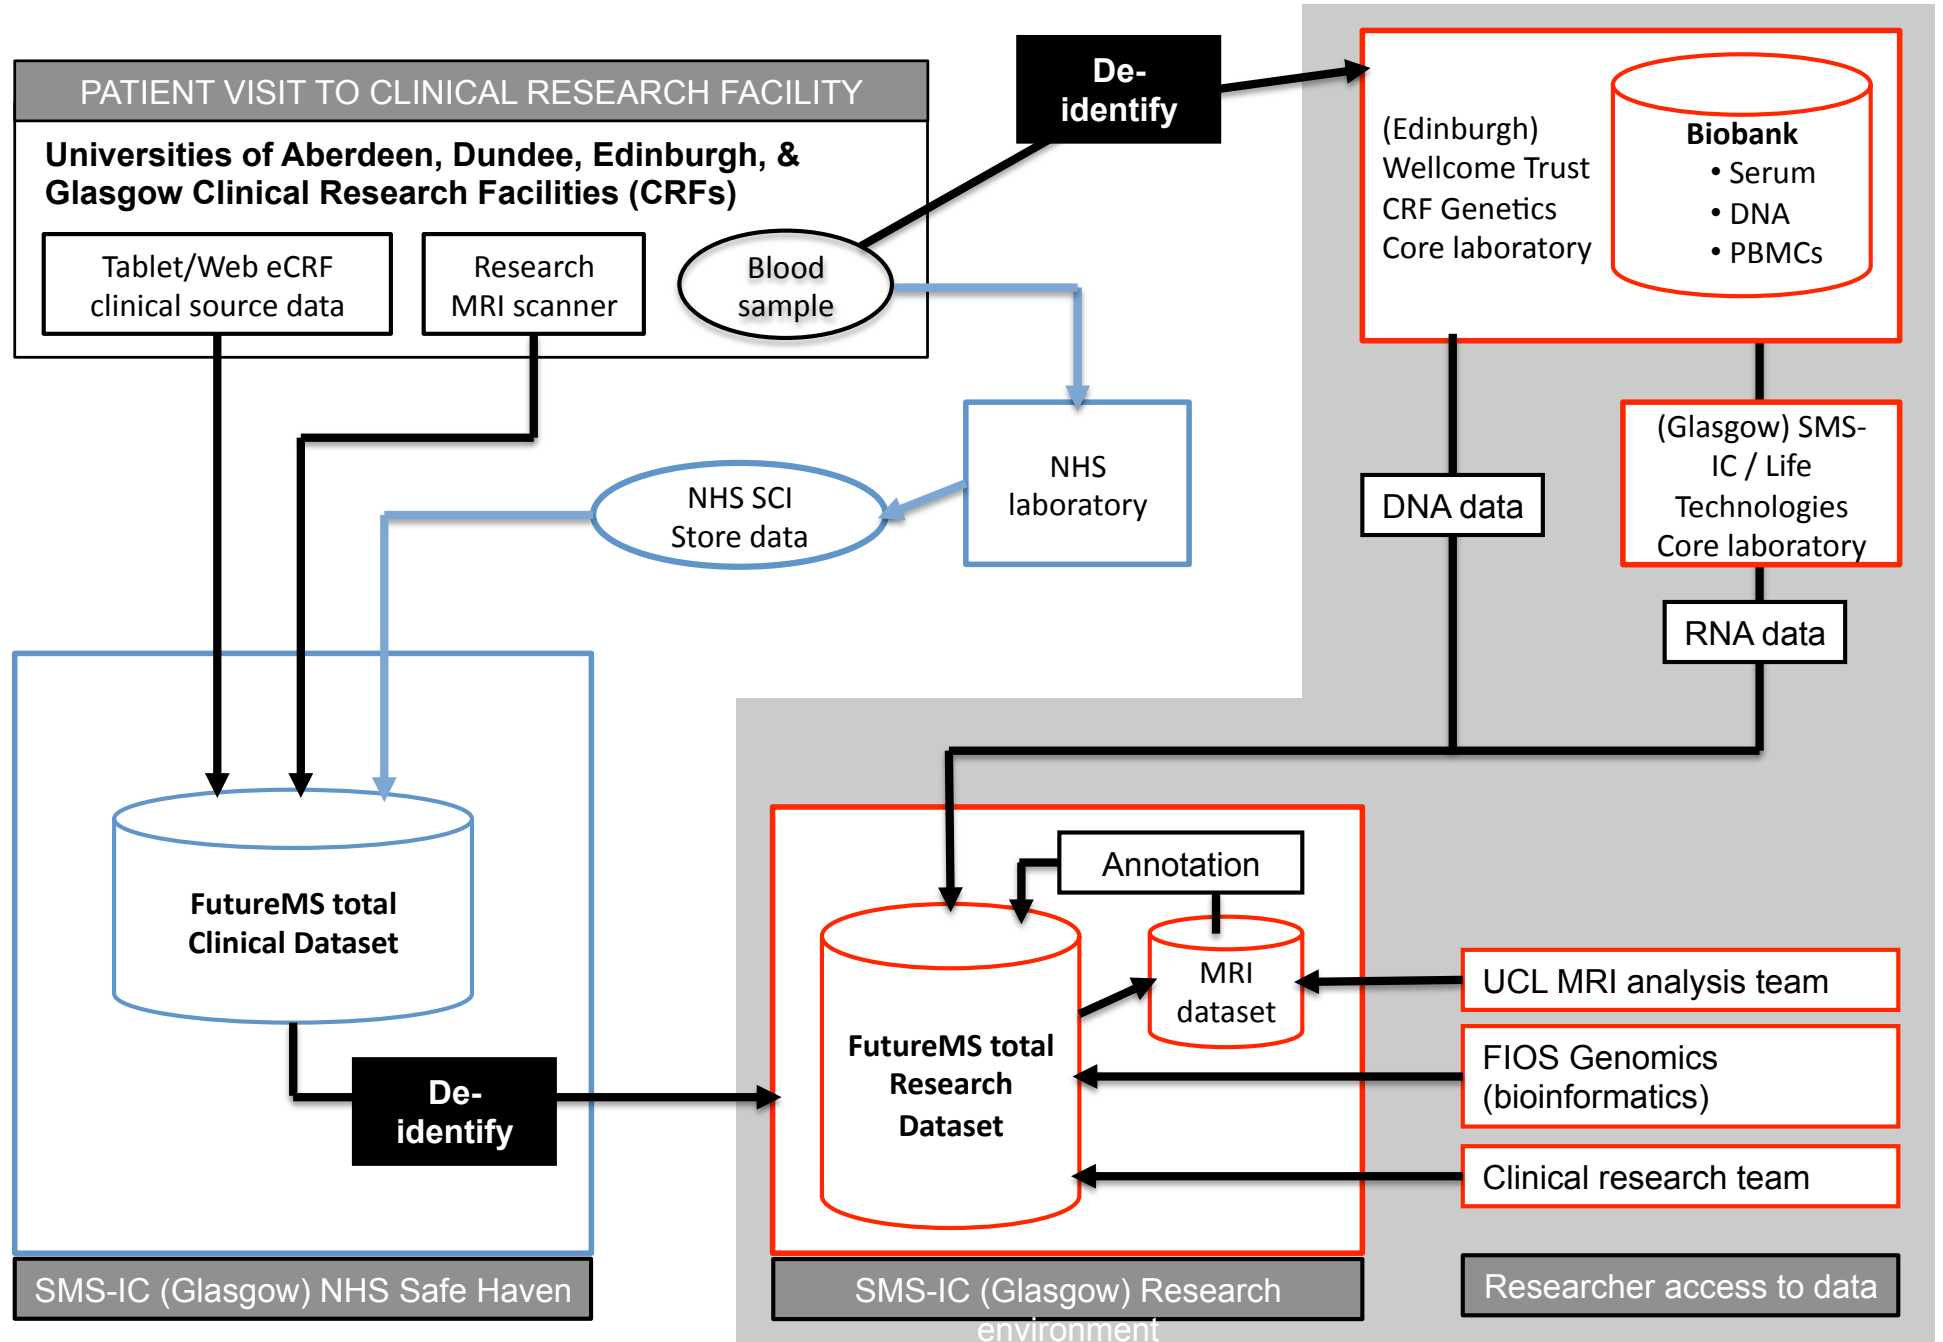 PATIENT VISIT TO CLINICAL RESEARCH FACILITY
Universities of Aberdeen, Dundee, Edinburgh, &
Glasgow Clinical Research Facilities (CRFs)
Tablet/Web eCRF
clinical source data
Research
MRI scanner
Blood
sample
De-
identify
(Edinburgh)
Wellcome Trust
CRF Genetics
Core laboratory
Biobank
• Serum
• DNA
• PBMCs
NHS
laboratory
NHS SCI
Store data
DNA data
(Glasgow) SMS-
IC / Life
Technologies
Core laboratory
RNA data
FutureMS total
Clinical Dataset
De-
identify
Annotation
MRI
dataset
FutureMS total
Research
Dataset
UCL MRI analysis team
FIOS Genomics
(bioinformatics)
Clinical research team
SMS-IC (Glasgow) NHS Safe Haven
SMS-IC (Glasgow) Research
environment
Researcher access to data